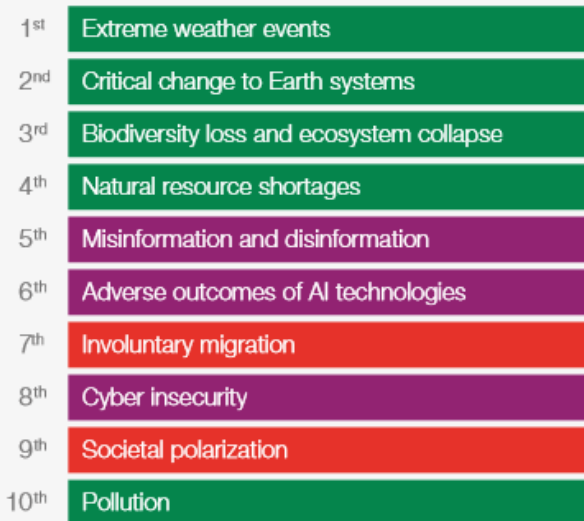 1st Extreme weather events
2nd Critical change to Earth systems
3rd Biodiversity loss and ecosystem collapse
4th Natural resource shortages
5th Misinformation and disinformation
6th Adverse outcomes of AI technologies
7th Involuntary migration
8th Cyber insecurity
9th Societal polarization
10th Pollution